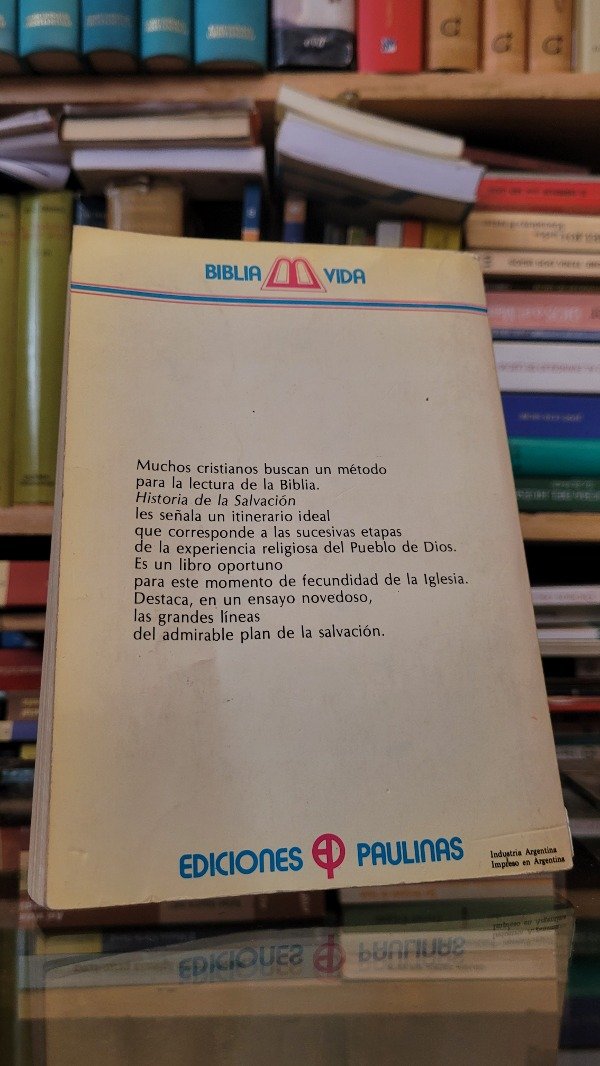 BIBLIA VIDA
Muchos cristianos buscan un método
para la lectura de la Biblia.
Historia de la Salvación
les señala un itinerario ideal
que corresponde a las sucesivas etapas
de la experiencia religiosa del Pueblo de Dios.
Es un libro oportuno
para este momento de fecundidad de la Iglesia.
Destaca, en un ensayo novedoso,
las grandes líneas
del admirable plan de la salvación.
EDICIONES EP PAULINAS
Industria Argentina
Impreso en Argentina